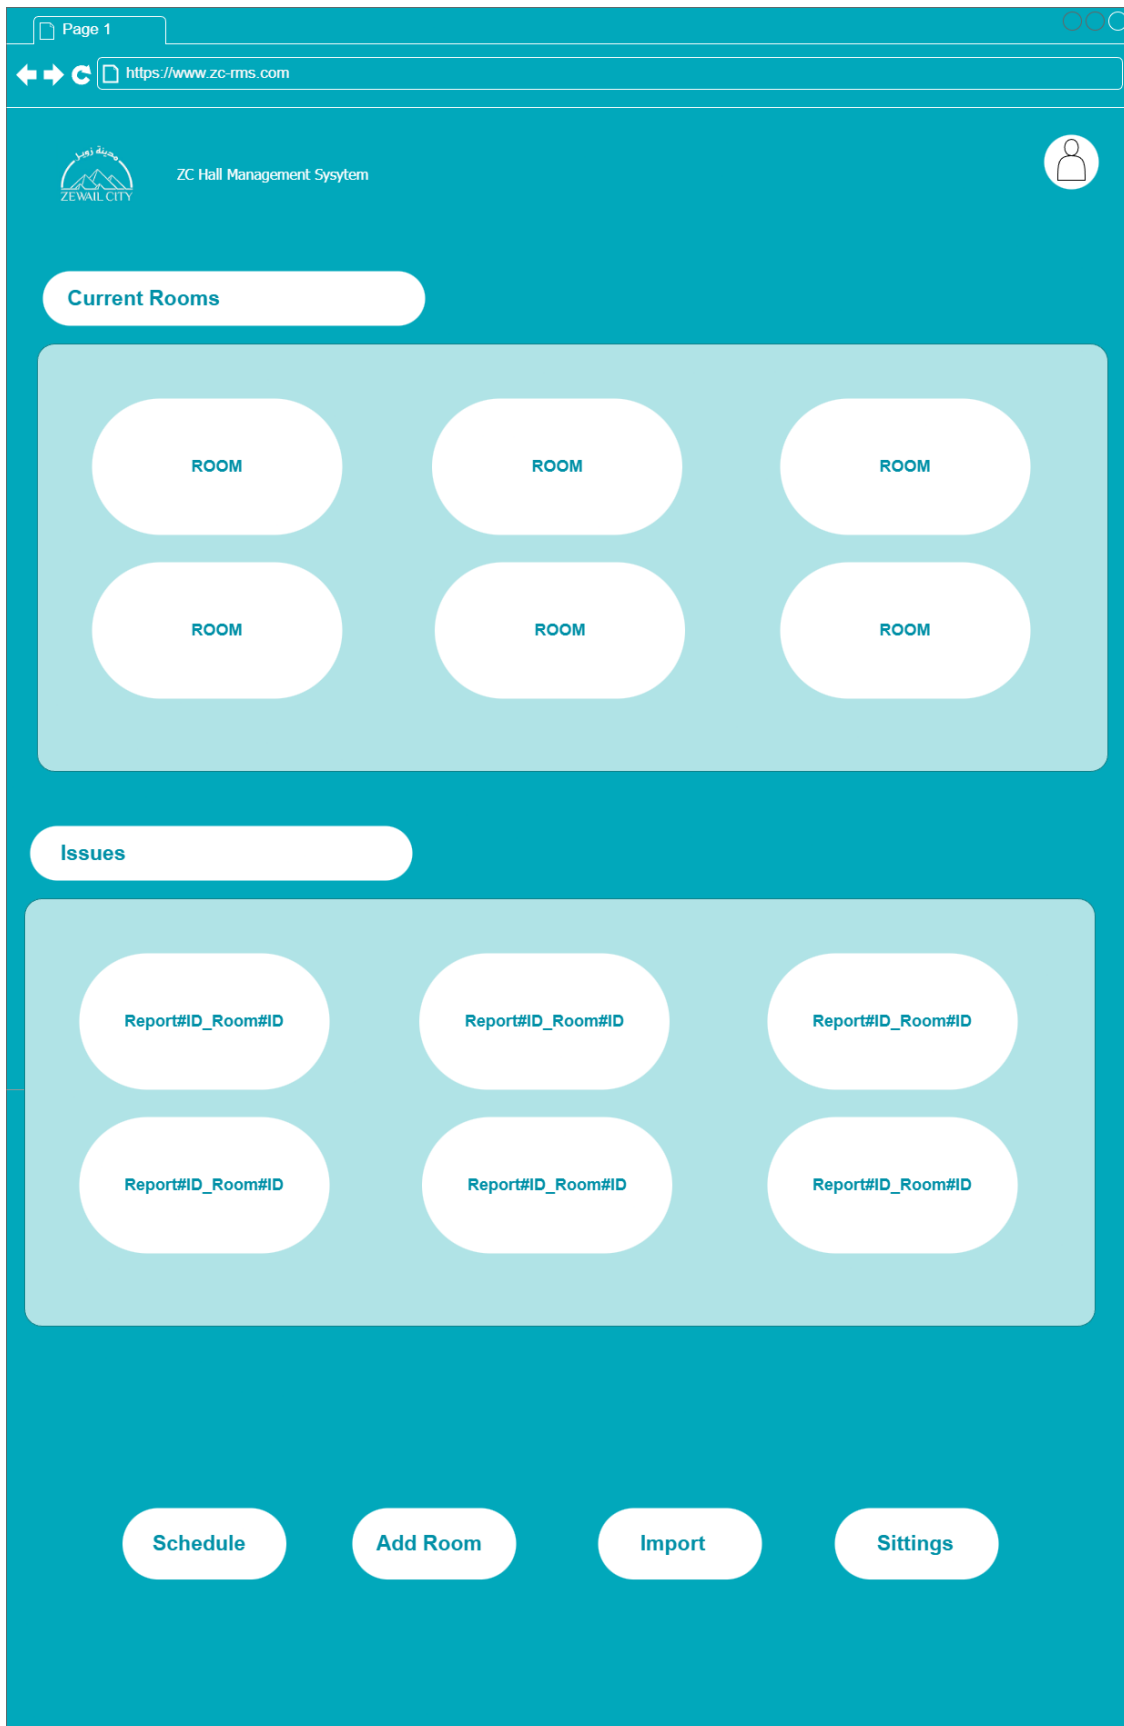 Page 1
https://www.zc-rms.com
مدينة زويل
ZEWAIL CITY
ZC Hall Management Sysytem
Current Rooms
ROOM ROOM ROOM
ROOM ROOM ROOM
Issues
Report#ID_Room#ID Report#ID_Room#ID Report#ID_Room#ID
Report#ID_Room#ID Report#ID_Room#ID Report#ID_Room#ID
Schedule Add Room Import Sittings